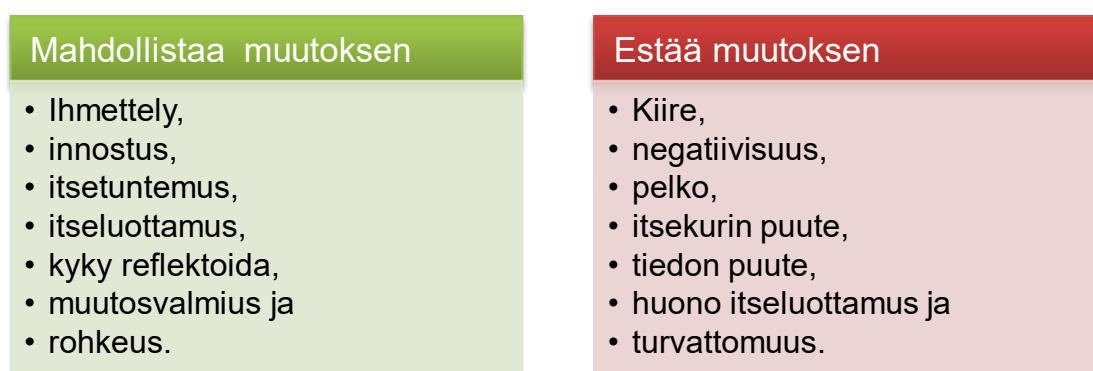 Mahdollistaa  muutoksen
• Ihmettely,
• innostus,
• itsetuntemus,
• itseluottamus,
• kyky reflektoida,
• muutosvalmius ja
• rohkeus.
Estää muutoksen
• Kiire,
• negatiivisuus,
• pelko,
• itsekurin puute,
• tiedon puute,
• huono itseluottamus ja
• turvattomuus.